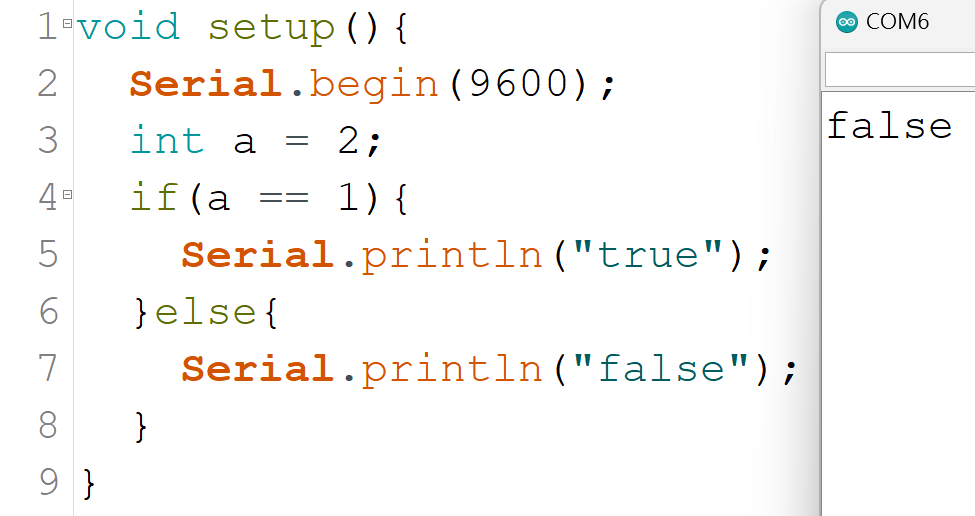 1 void setup(){
2   Serial.begin(9600);
3   int a = 2;
4   if(a == 1){
5     Serial.println("true");
6   }else{
7     Serial.println("false");
8   }
9 }
COM6
false